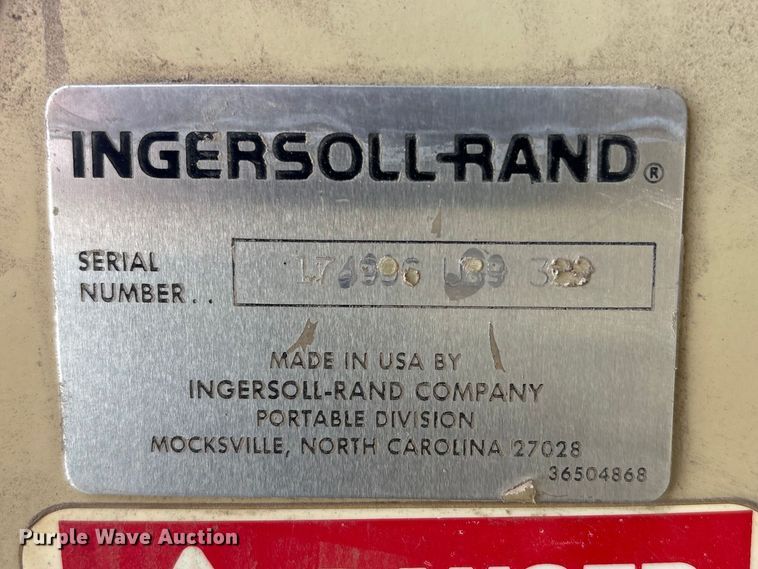 INGERSOLL-RAND®
SERIAL
NUMBER..
MADE IN USA BY
INGERSOLL-RAND COMPANY
PORTABLE DIVISION
MOCKSVILLE, NORTH CAROLINA 27028
36504868
Purple Wave Auction
DANGER